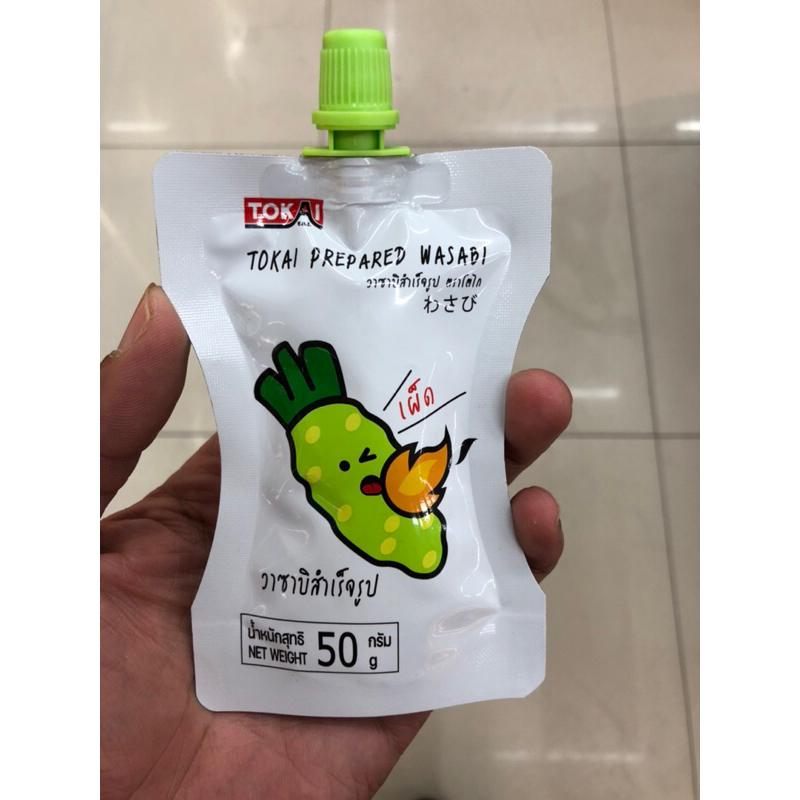 TOKAI
TOKAI PREPARED WASABI
วาซาบิสำเร็จรูป ตราโตไก
わさび
เผ็ด
วาซาบิสำเร็จรูป
น้ำหนักสุทธิ 50 กรัม
NET WEIGHT g